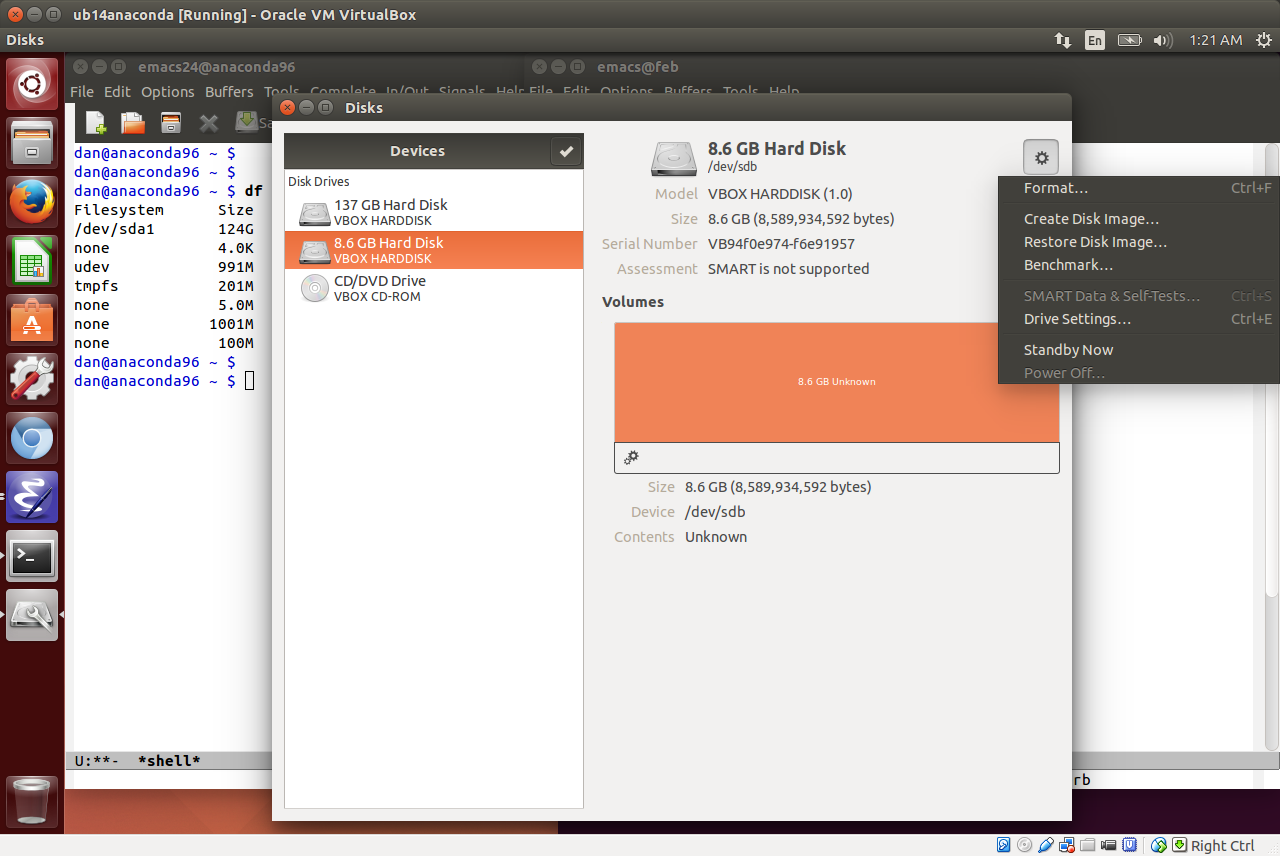 ub14anaconda [Running] - Oracle VM VirtualBox
Disks
En
1:21 AM
emacs24@anaconda96
emacs@feb
File Edit Options Buffers Tools Complete In/Out Signals Help
File Edit Options Buffers Tools Help
Disks
dan@anaconda96 ~ $
dan@anaconda96 ~ $
dan@anaconda96 ~ $ df
Filesystem Size
/dev/sda1 124G
none 4.0K
udev 991M
tmpfs 201M
none 5.0M
none 1001M
none 100M
dan@anaconda96 ~ $
dan@anaconda96 ~ $
U:**- *shell*
Devices
Disk Drives
137 GB Hard Disk
VBOX HARDDISK
8.6 GB Hard Disk
VBOX HARDDISK
CD/DVD Drive
VBOX CD-ROM
8.6 GB Hard Disk
/dev/sdb
Model VBOX HARDDISK (1.0)
Size 8.6 GB (8,589,934,592 bytes)
Serial Number VB94f0e974-f6e91957
Assessment SMART is not supported
Volumes
8.6 GB Unknown
Size 8.6 GB (8,589,934,592 bytes)
Device /dev/sdb
Contents Unknown
Format... Ctrl+F
Create Disk Image...
Restore Disk Image...
Benchmark...
SMART Data & Self-Tests... Ctrl+S
Drive Settings... Ctrl+E
Standby Now
Power Off...
rb
Right Ctrl